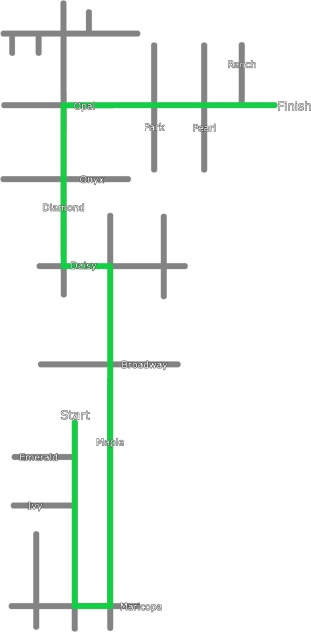 Ranch
Opal
Finish
Park
Pearl
Onyx
Diamond
Daisy
Broadway
Start
Maple
Emerald
Ivy
Maricopa